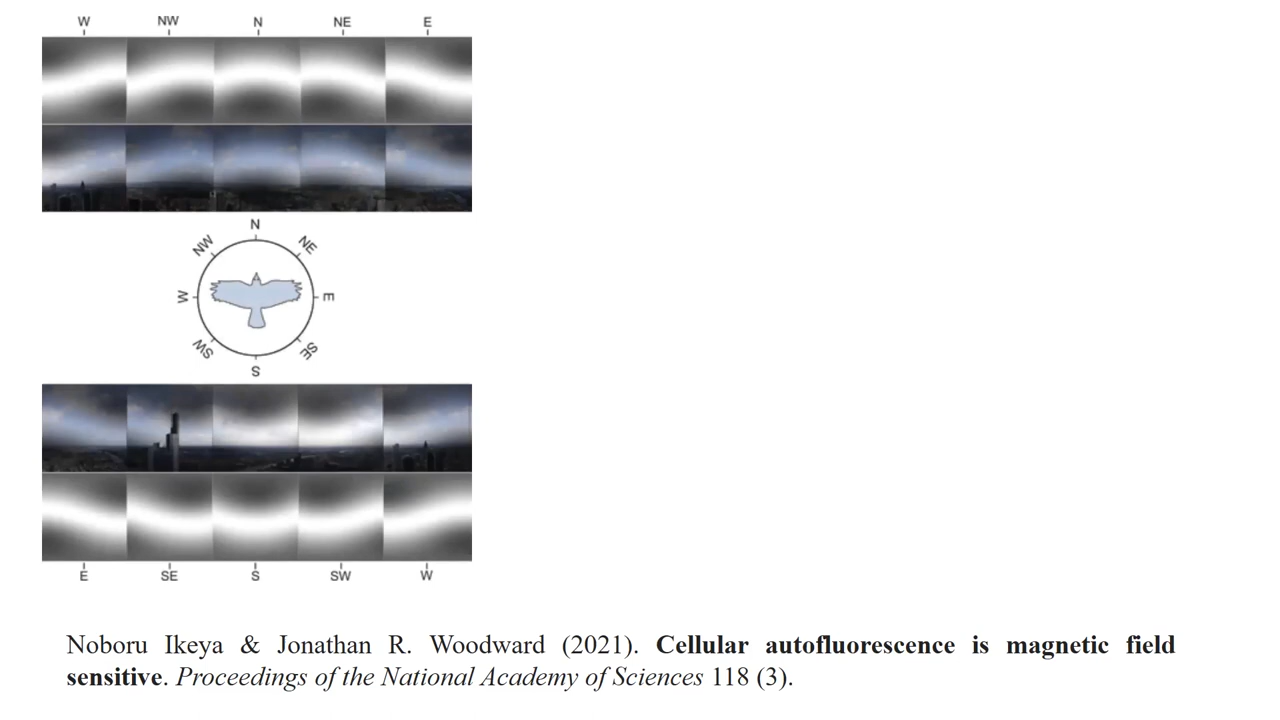 W NW N NE E
N
NW NE
W E
SW SE
S
E SE S SW W
Noboru Ikeya & Jonathan R. Woodward (2021). Cellular autofluorescence is magnetic field
sensitive. Proceedings of the National Academy of Sciences 118 (3).